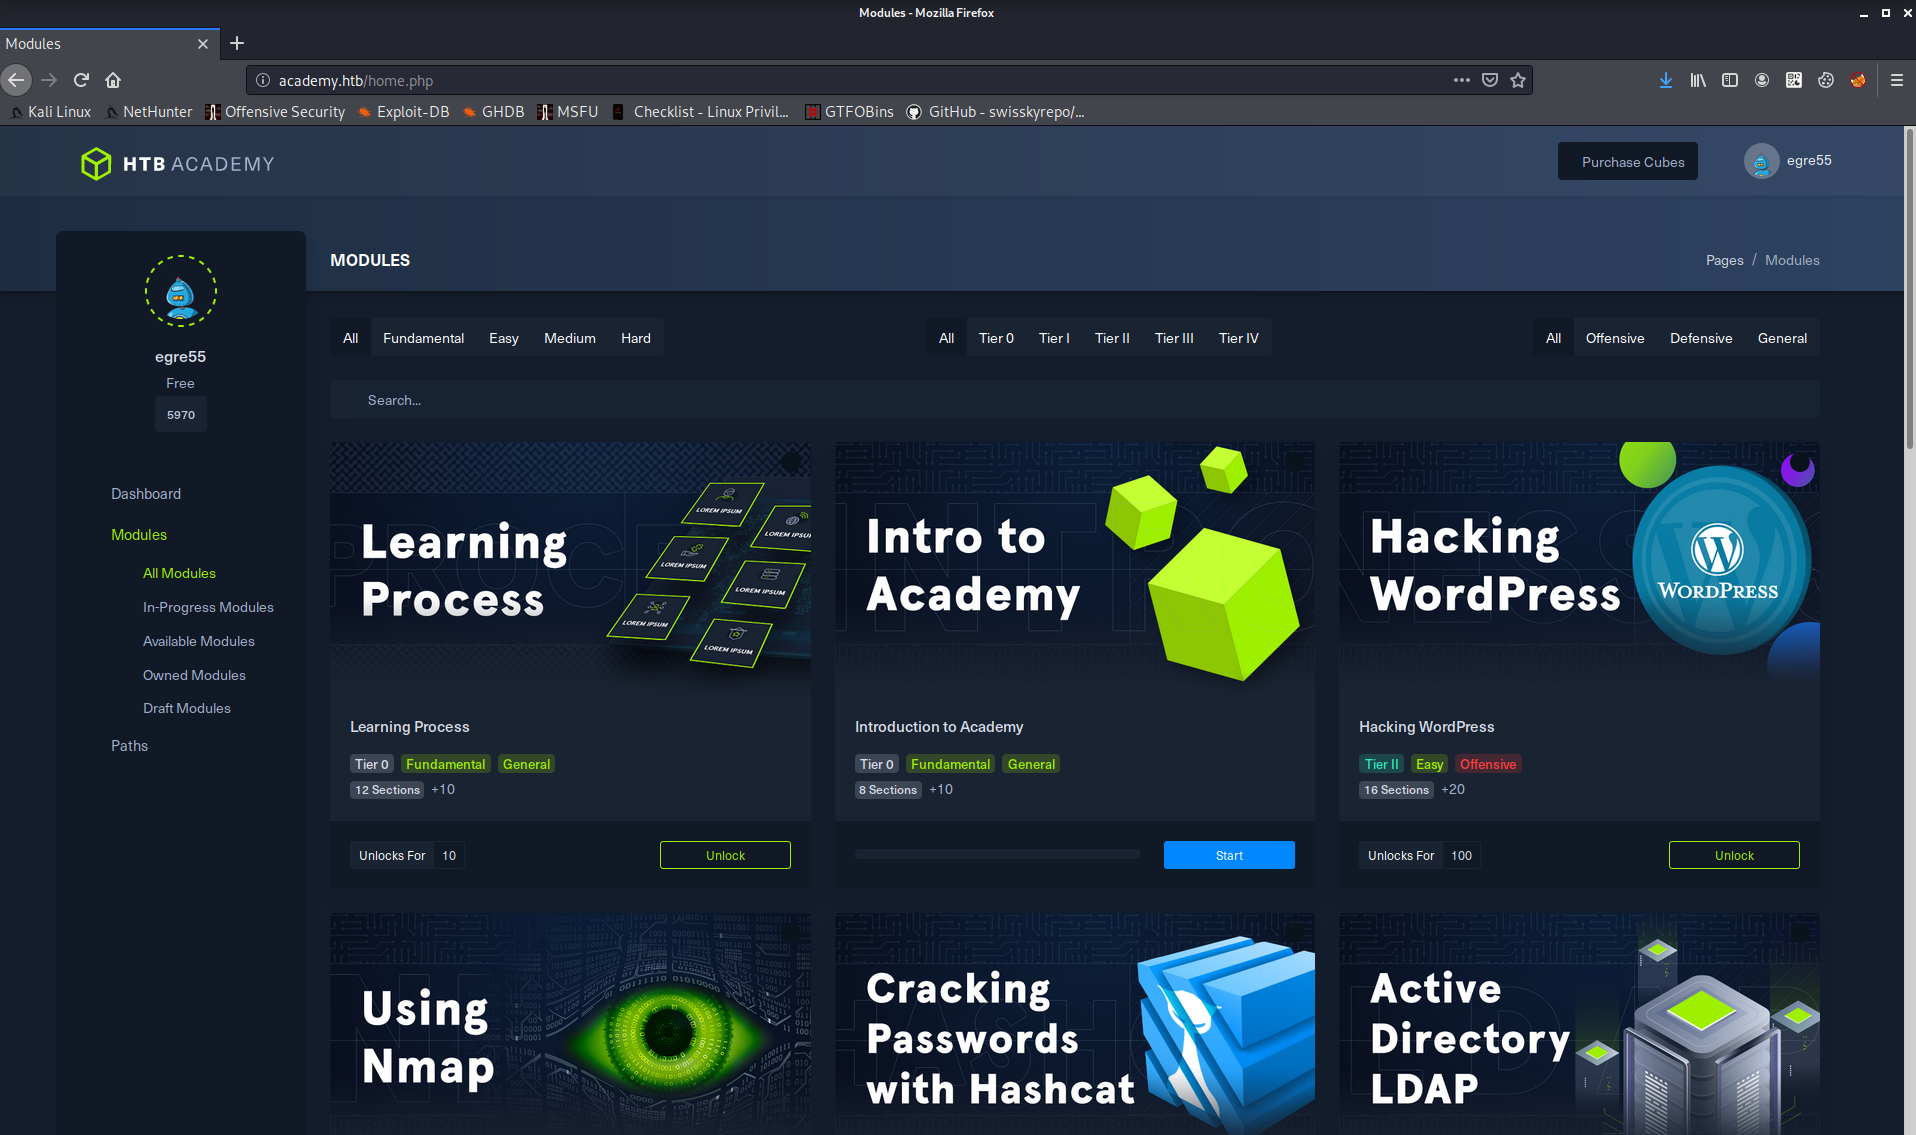 Modules - Mozilla Firefox
Modules
academy.htb/home.php
Kali Linux NetHunter Offensive Security Exploit-DB GHDB MSFU Checklist - Linux Privil... GTFOBins GitHub - swisskyrepo/...
HTB ACADEMY
Purchase Cubes
egre55
egre55
Free
5970
Dashboard
Modules
All Modules
In-Progress Modules
Available Modules
Owned Modules
Draft Modules
Paths
MODULES
Pages / Modules
All Fundamental Easy Medium Hard
All Tier 0 Tier I Tier II Tier III Tier IV
All Offensive Defensive General
Search...
Learning
Process
LOREM IPSUM
LOREM IPSUM
LOREM IPSUM
LOREM IPSUM
LOREM IPSUM
LOREM IPSUM
Learning Process
Tier 0 Fundamental General
12 Sections +10
Unlocks For 10
Unlock
Intro to
Academy
Introduction to Academy
Tier 0 Fundamental General
8 Sections +10
Start
Hacking
WordPress
WORDPRESS
Hacking WordPress
Tier II Easy Offensive
16 Sections +20
Unlocks For 100
Unlock
Using
Nmap
Cracking
Passwords
with Hashcat
Active
Directory
LDAP